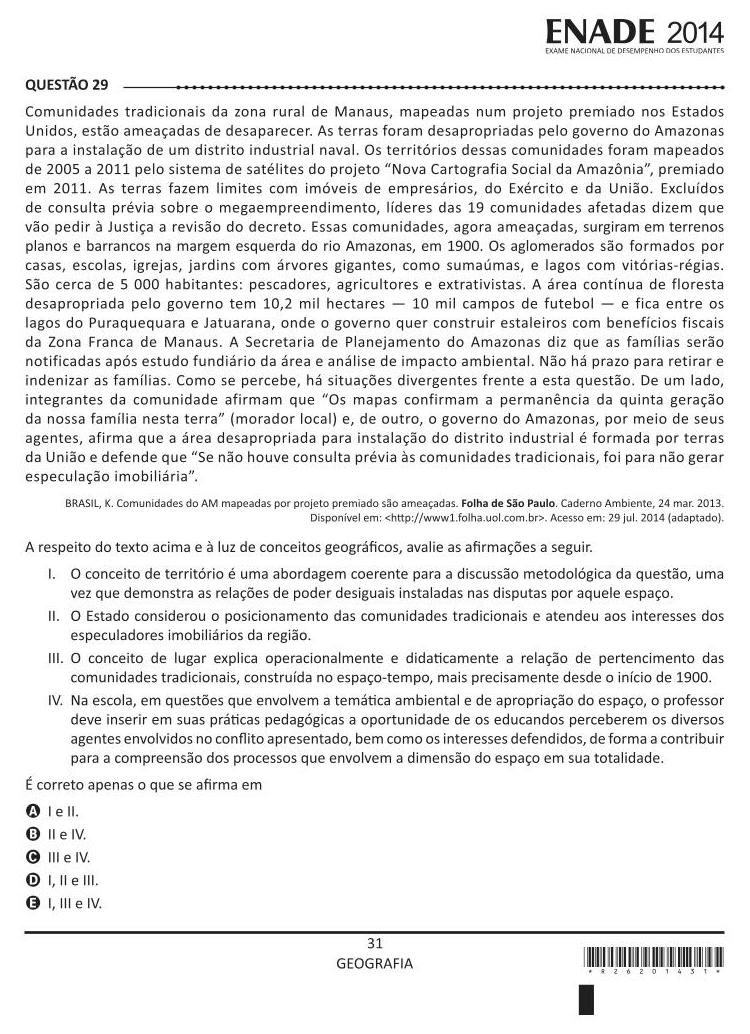 ENADE 2014
EXAME NACIONAL DE DESEMPENHO DOS ESTUDANTES
QUESTÃO 29
Comunidades tradicionais da zona rural de Manaus, mapeadas num projeto premiado nos Estados
Unidos, estão ameaçadas de desaparecer. As terras foram desapropriadas pelo governo do Amazonas
para a instalação de um distrito industrial naval. Os territórios dessas comunidades foram mapeados
de 2005 a 2011 pelo sistema de satélites do projeto “Nova Cartografia Social da Amazônia”, premiado
em 2011. As terras fazem limites com imóveis de empresários, do Exército e da União. Excluídos
de consulta prévia sobre o megaempreendimento, líderes das 19 comunidades afetadas dizem que
vão pedir à Justiça a revisão do decreto. Essas comunidades, agora ameaçadas, surgiram em terrenos
planos e barrancos na margem esquerda do rio Amazonas, em 1900. Os aglomerados são formados por
casas, escolas, igrejas, jardins com árvores gigantes, como sumaúmas, e lagos com vitórias-régias.
São cerca de 5 000 habitantes: pescadores, agricultores e extrativistas. A área contínua de floresta
desapropriada pelo governo tem 10,2 mil hectares — 10 mil campos de futebol — e fica entre os
lagos do Puraquequara e Jatuarana, onde o governo quer construir estaleiros com benefícios fiscais
da Zona Franca de Manaus. A Secretaria de Planejamento do Amazonas diz que as famílias serão
notificadas após estudo fundiário da área e análise de impacto ambiental. Não há prazo para retirar e
indenizar as famílias. Como se percebe, há situações divergentes frente a esta questão. De um lado,
integrantes da comunidade afirmam que “Os mapas confirmam a permanência da quinta geração
da nossa família nesta terra” (morador local) e, de outro, o governo do Amazonas, por meio de seus
agentes, afirma que a área desapropriada para instalação do distrito industrial é formada por terras
da União e defende que “Se não houve consulta prévia às comunidades tradicionais, foi para não gerar
especulação imobiliária”.
BRASIL, K. Comunidades do AM mapeadas por projeto premiado são ameaçadas. Folha de São Paulo. Caderno Ambiente, 24 mar. 2013.
Disponível em: <http://www1.folha.uol.com.br>. Acesso em: 29 jul. 2014 (adaptado).
A respeito do texto acima e à luz de conceitos geográficos, avalie as afirmações a seguir.
I. O conceito de território é uma abordagem coerente para a discussão metodológica da questão, uma
vez que demonstra as relações de poder desiguais instaladas nas disputas por aquele espaço.
II. O Estado considerou o posicionamento das comunidades tradicionais e atendeu aos interesses dos
especuladores imobiliários da região.
III. O conceito de lugar explica operacionalmente e didaticamente a relação de pertencimento das
comunidades tradicionais, construída no espaço-tempo, mais precisamente desde o início de 1900.
IV. Na escola, em questões que envolvem a temática ambiental e de apropriação do espaço, o professor
deve inserir em suas práticas pedagógicas a oportunidade de os educandos perceberem os diversos
agentes envolvidos no conflito apresentado, bem como os interesses defendidos, de forma a contribuir
para a compreensão dos processos que envolvem a dimensão do espaço em sua totalidade.
É correto apenas o que se afirma em
A I e II.
B II e IV.
C III e IV.
D I, II e III.
E I, III e IV.
31
GEOGRAFIA
*R26201431*